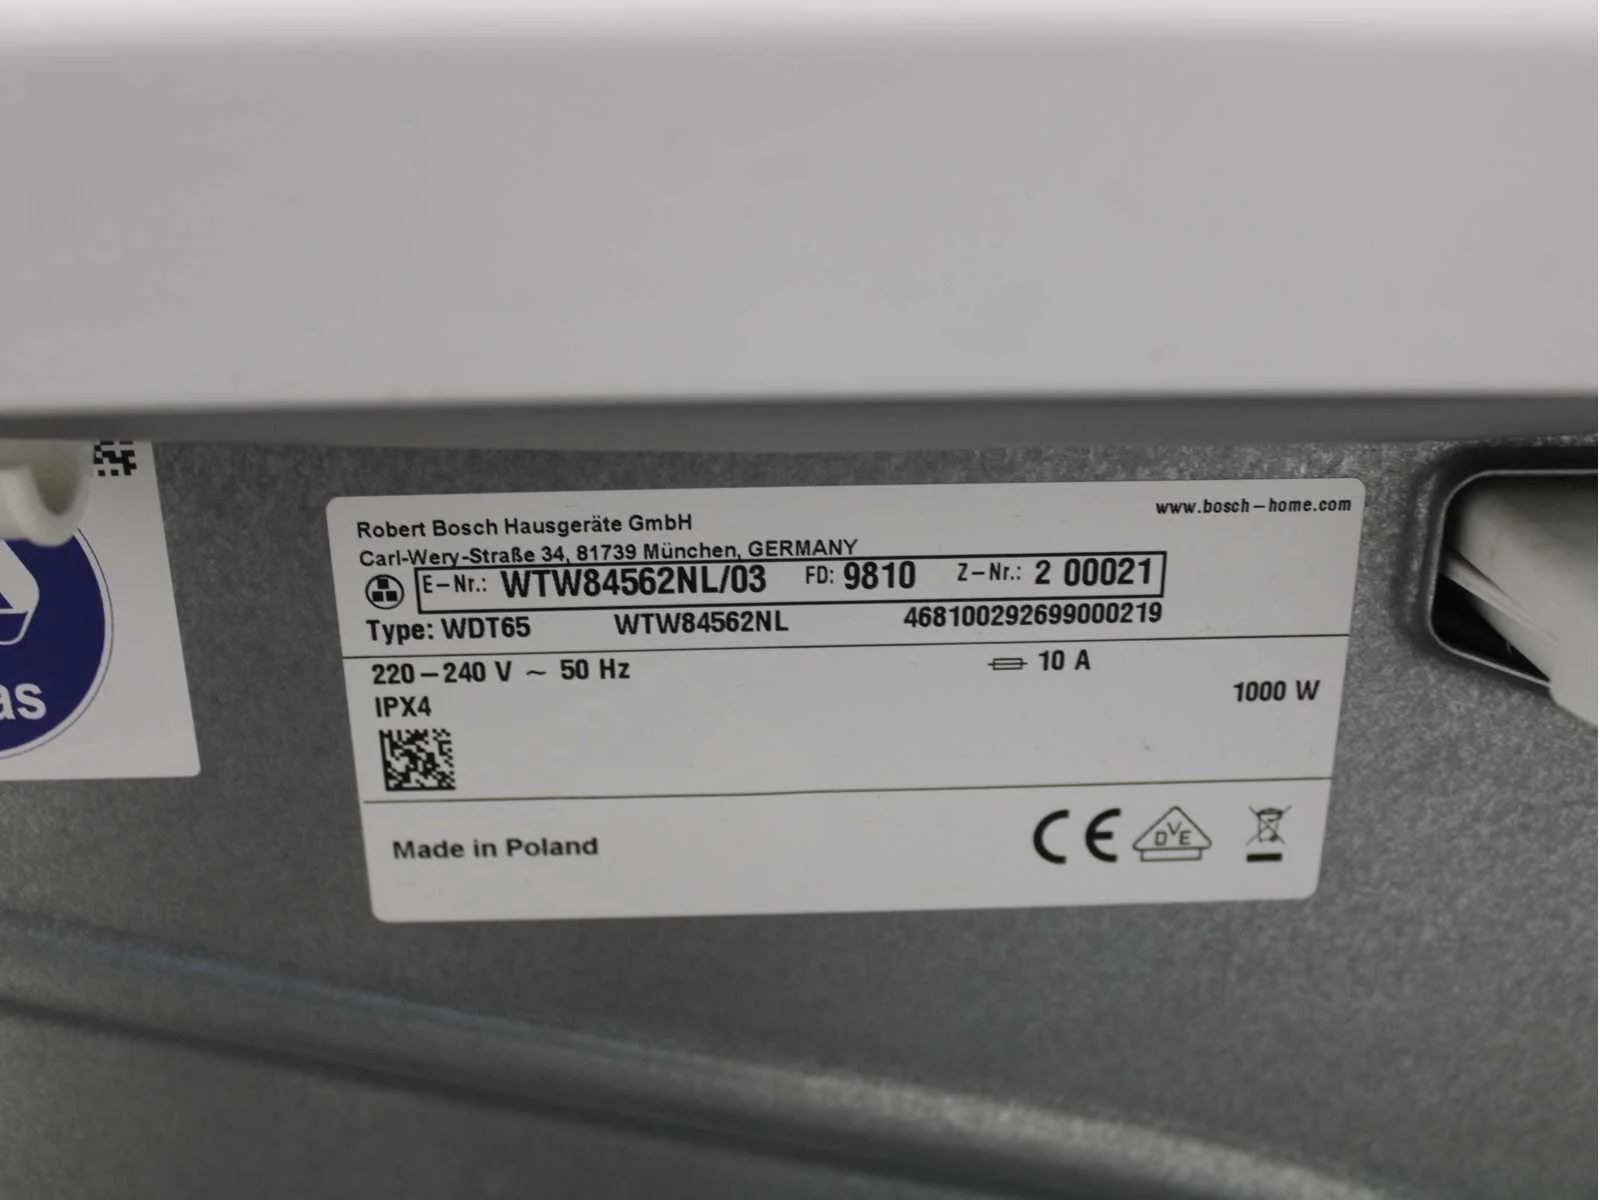 www.bosch-home.com
Robert Bosch Hausgeräte GmbH
Carl-Wery-Straße 34, 81739 München, GERMANY
E-Nr.: WTW84562NL/03 FD: 9810 Z-Nr.: 2 00021
Type: WDT65 WTW84562NL 468100292699000219
220-240 V ~ 50 Hz 10 A
IPX4 1000 W
Made in Poland CE DVE
as